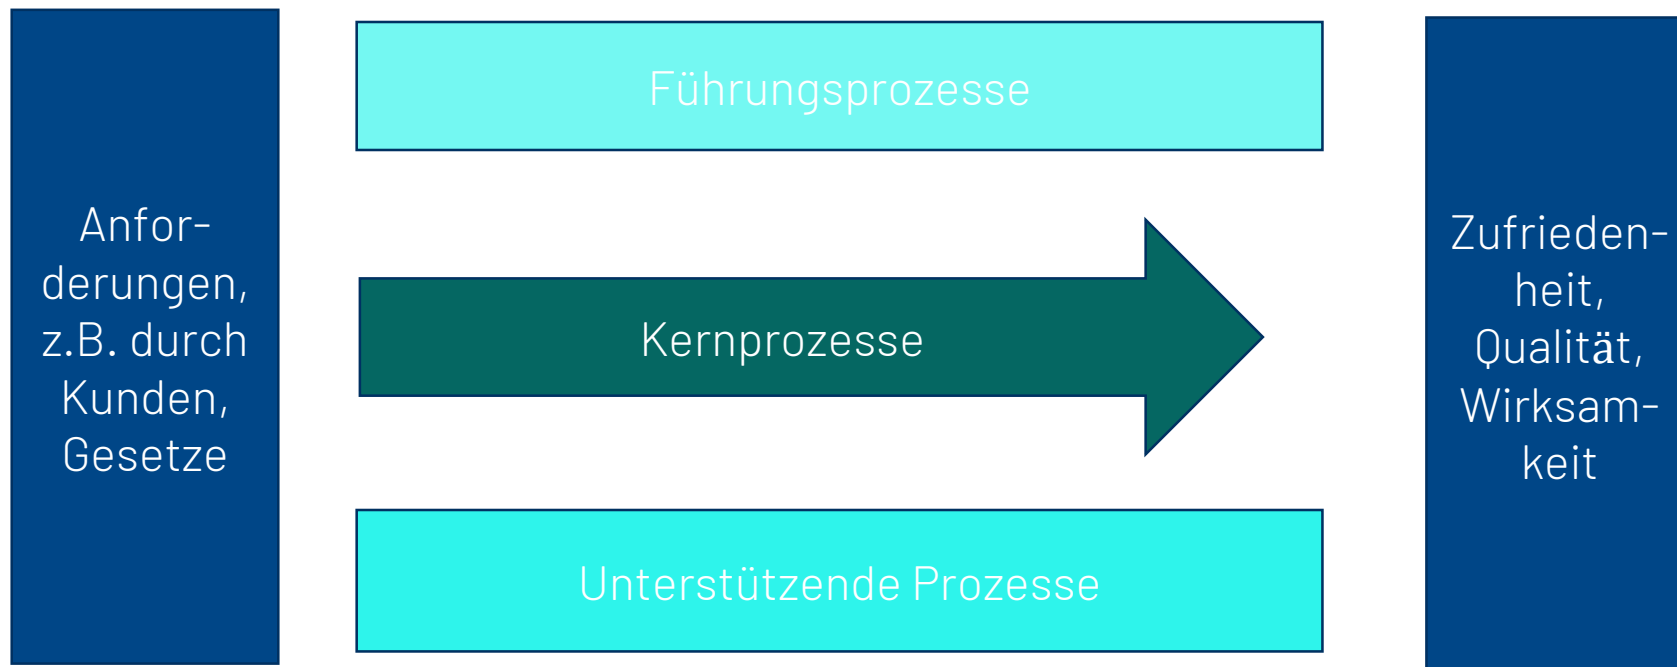 Anfor-
derungen,
z.B. durch
Kunden,
Gesetze
Führungsprozesse
Kernprozesse
Unterstützende Prozesse
Zufrieden-
heit,
Qualität,
Wirksam-
keit